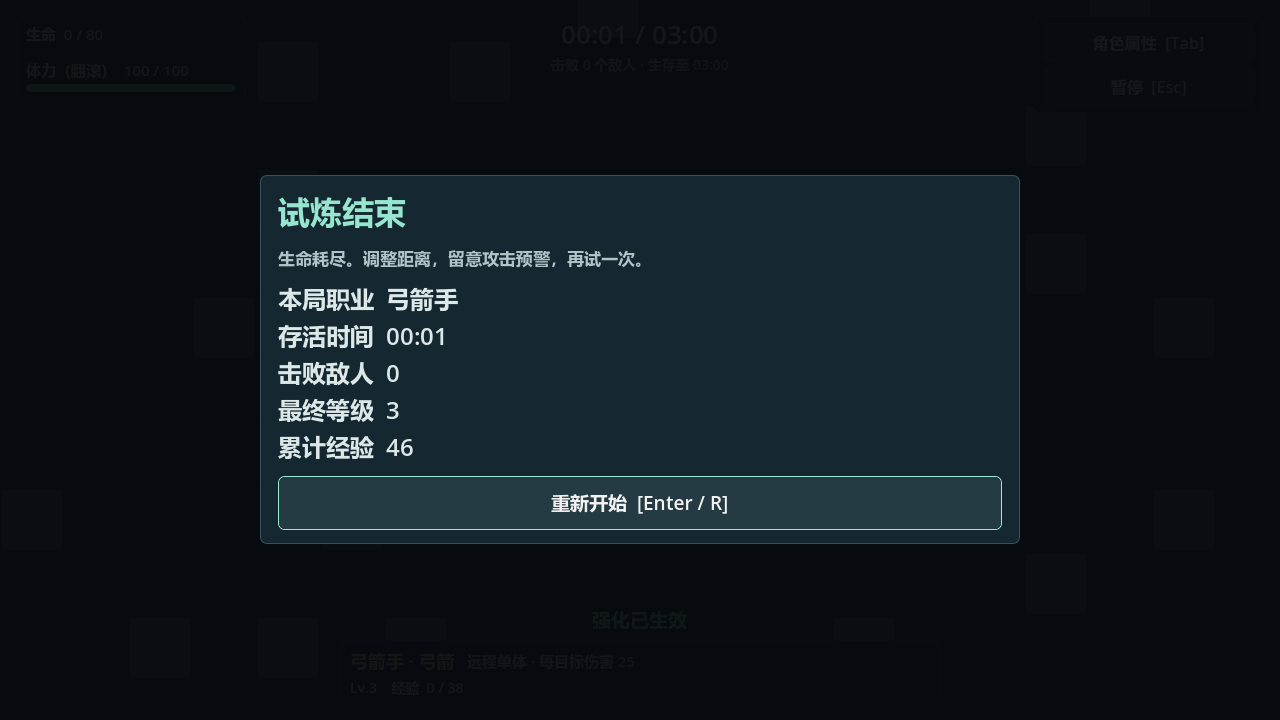 生命 0 / 80
体力（翻滚） 100 / 100
00:01 / 03:00
击败 0 个敌人 · 生存至 03:00
角色属性 [Tab]
暂停 [Esc]
试炼结束
生命耗尽。调整距离，留意攻击预警，再试一次。
本局职业 弓箭手
存活时间 00:01
击败敌人 0
最终等级 3
累计经验 46
重新开始 [Enter / R]
强化已生效
弓箭手 · 弓箭 远程单体 · 每目标伤害 25
Lv.3 经验 0 / 38